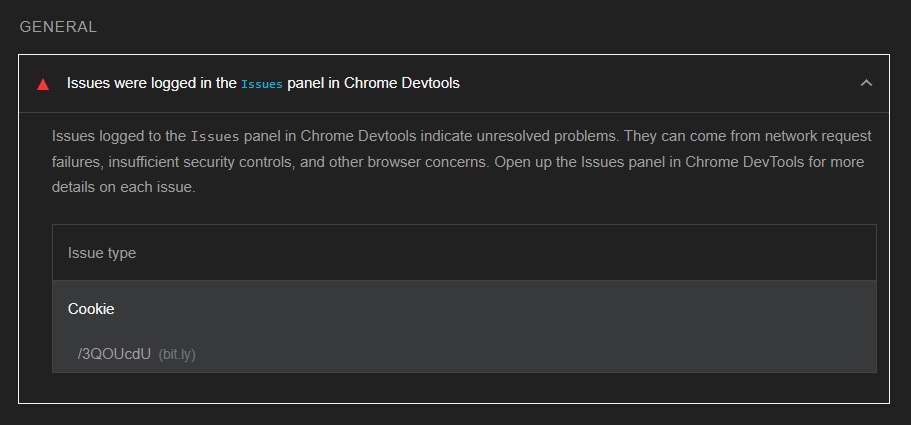 GENERAL
Issues were logged in the Issues panel in Chrome Devtools
Issues logged to the Issues panel in Chrome Devtools indicate unresolved problems. They can come from network request
failures, insufficient security controls, and other browser concerns. Open up the Issues panel in Chrome DevTools for more
details on each issue.
Issue type
Cookie
/3QOUcdU (bit.ly)